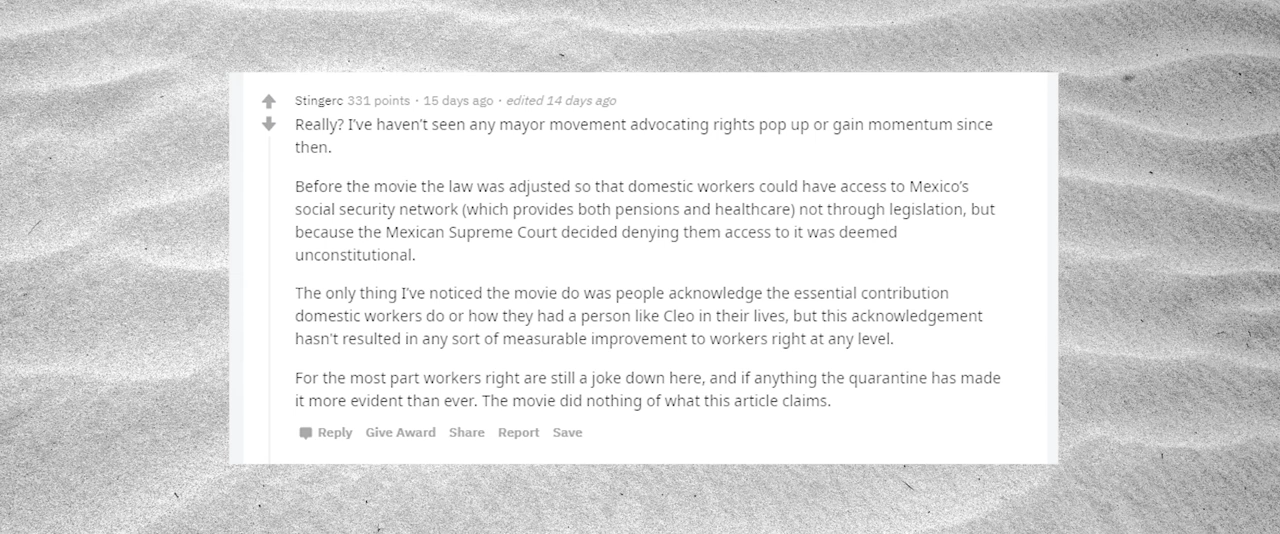 Stingerc 331 points · 15 days ago · edited 14 days ago
Really? I've haven't seen any mayor movement advocating rights pop up or gain momentum since
then.
Before the movie the law was adjusted so that domestic workers could have access to Mexico's
social security network (which provides both pensions and healthcare) not through legislation, but
because the Mexican Supreme Court decided denying them access to it was deemed
unconstitutional.
The only thing I've noticed the movie do was people acknowledge the essential contribution
domestic workers do or how they had a person like Cleo in their lives, but this acknowledgement
hasn't resulted in any sort of measurable improvement to workers right at any level.
For the most part workers right are still a joke down here, and if anything the quarantine has made
it more evident than ever. The movie did nothing of what this article claims.
Reply Give Award Share Report Save